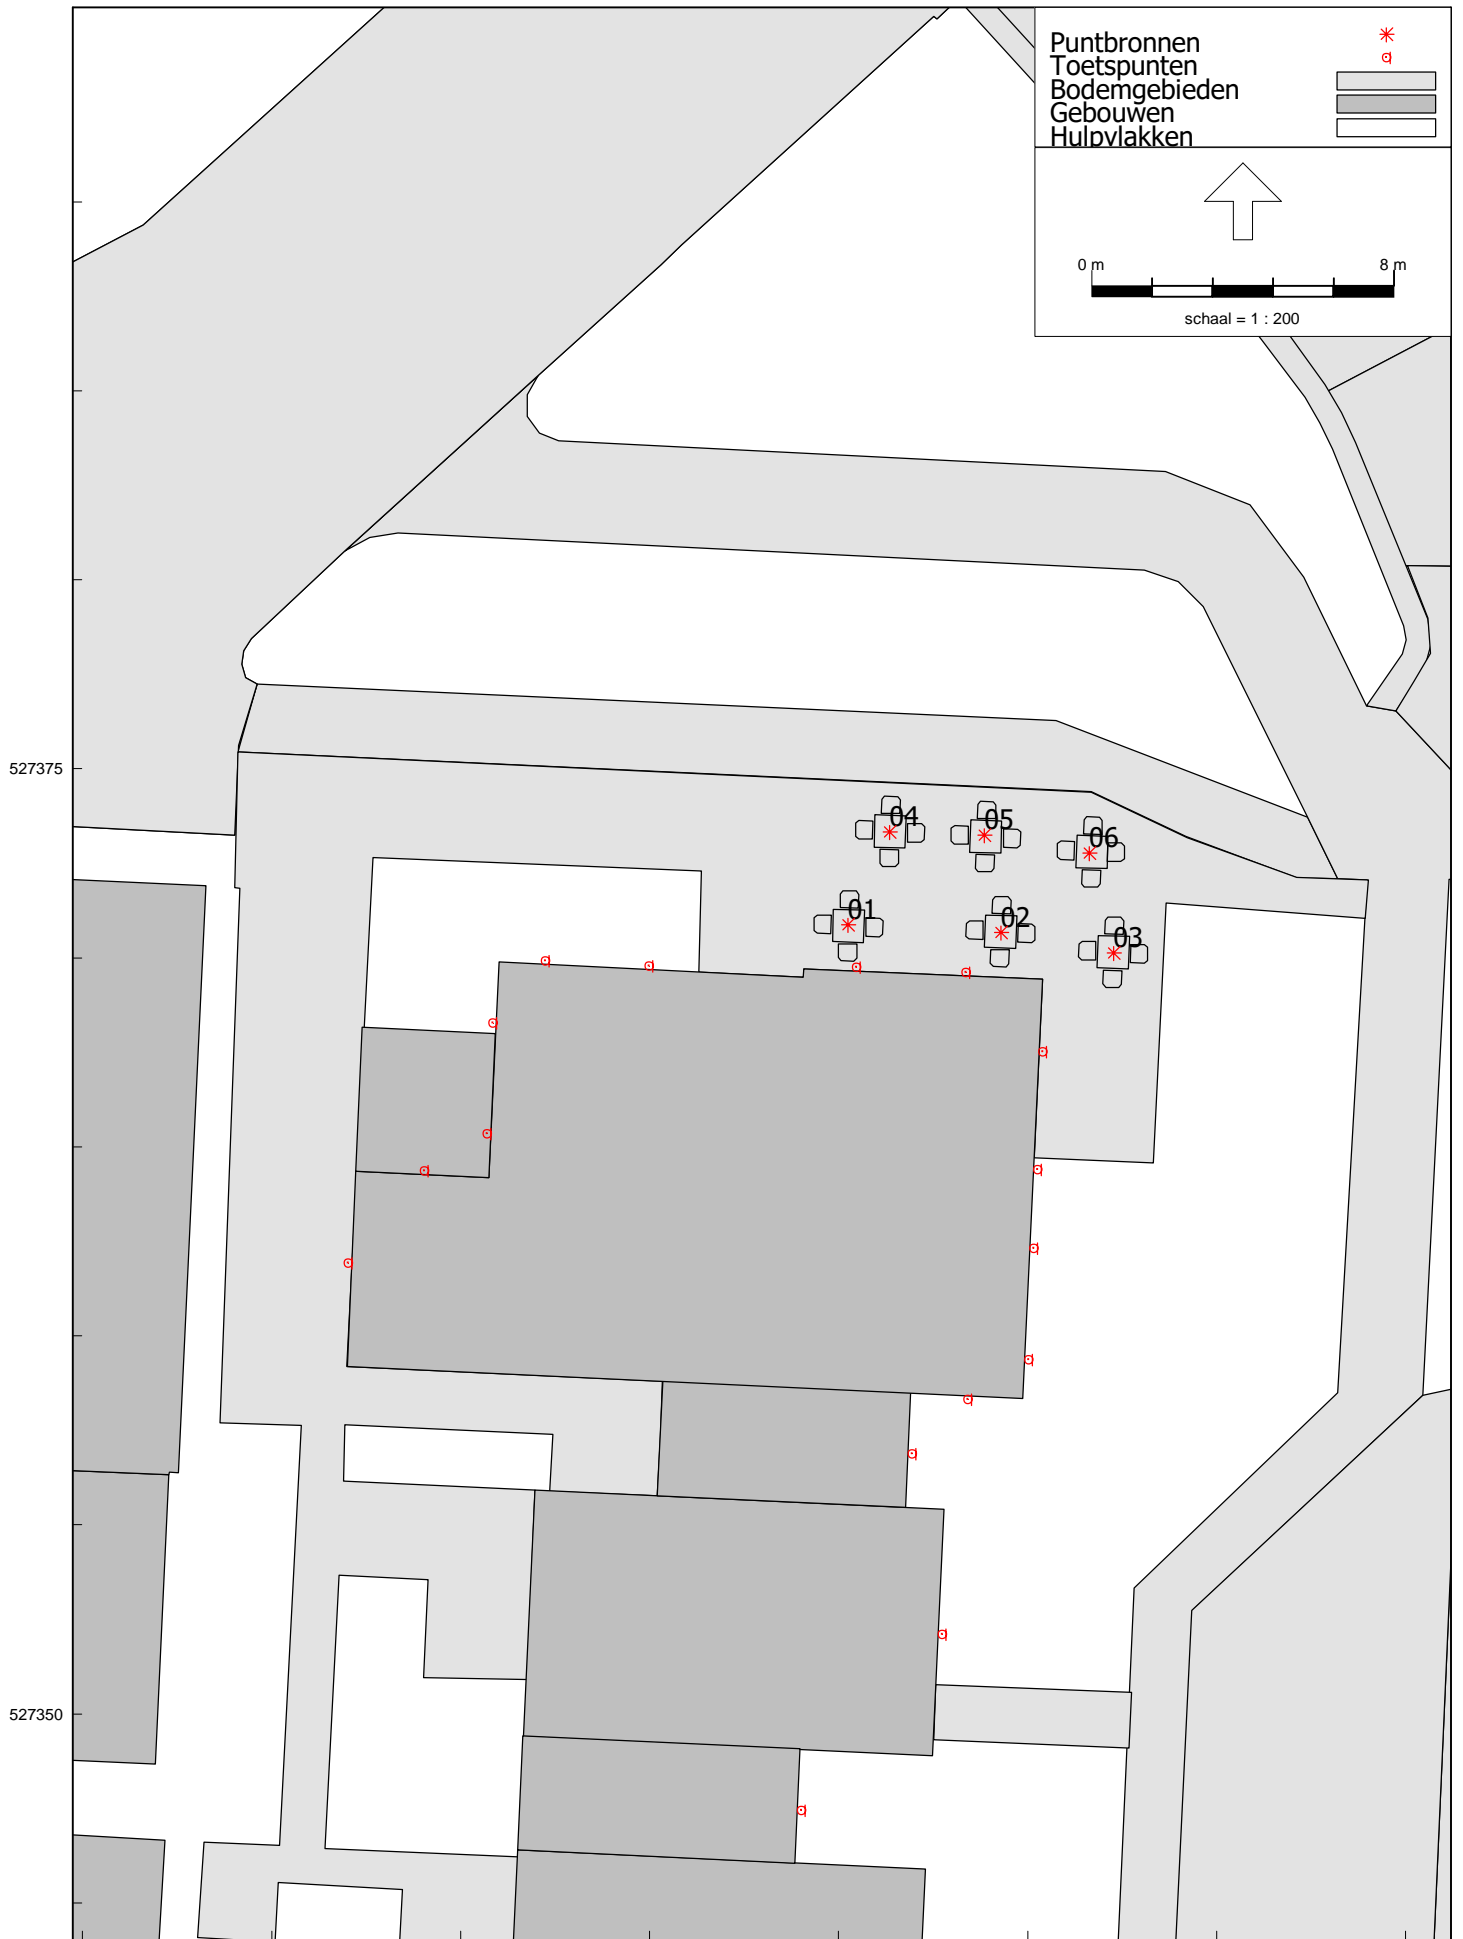 Puntbronnen
Toetspunten
Bodemgebieden
Gebouwen
Hulpvlakken
0 m 8 m
schaal = 1 : 200
527375
04 05 06
01 02 03
527350